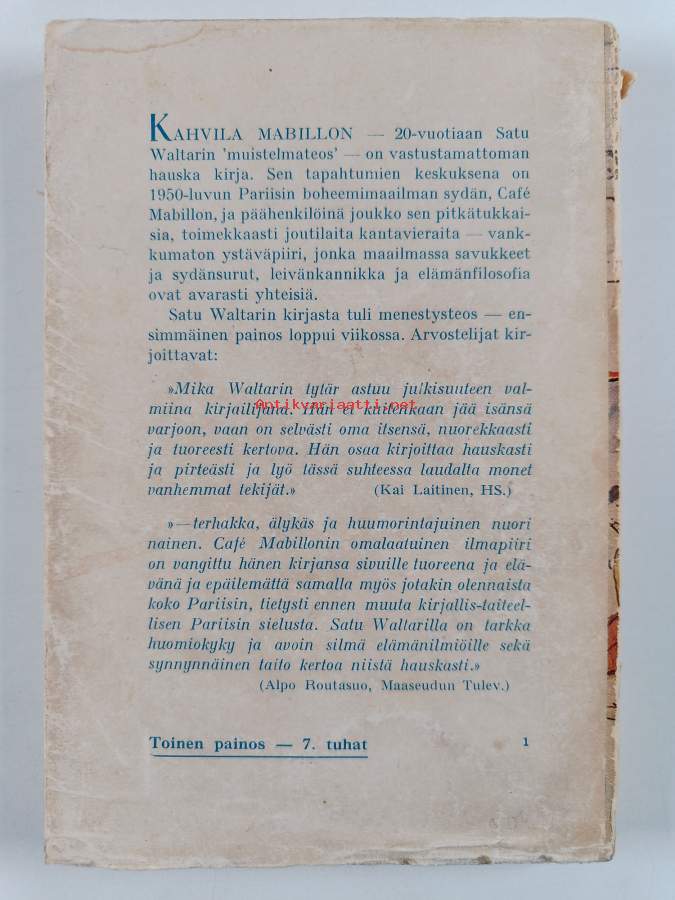 KAHVILA MABILLON — 20-vuotiaan Satu
Waltarin 'muistelmateos' — on vastustamattoman
hauska kirja. Sen tapahtumien keskuksena on
1950-luvun Pariisin boheemimaailman sydän, Café
Mabillon, ja päähenkilöinä joukko sen pitkätukkai-
sia, toimekkaasti joutilaita kantavieraita — vank-
kumaton ystäväpiiri, jonka maailmassa savukkeet
ja sydänsurut, leivänkannikka ja elämänfilosofia
ovat avarasti yhteisiä.
Satu Waltarin kirjasta tuli menestysteos — en-
simmäinen painos loppui viikossa. Arvostelijat kir-
joittavat:
»Mika Waltarin tytär astuu julkisuuteen val-
miina kirjailijana. Hän ei kuitenkaan jää isänsä
Antikvariaatti.net
varjoon, vaan on selvästi oma itsensä, nuorekkaasti
ja tuoreesti kertova. Hän osaa kirjoittaa hauskasti
ja pirteästi ja lyö tässä suhteessa laudalta monet
vanhemmat tekijät.» (Kai Laitinen, HS.)
»—terhakka, älykäs ja huumorintajuinen nuori
nainen. Café Mabillonin omalaatuinen ilmapiiri
on vangittu hänen kirjansa sivuille tuoreena ja elä-
vänä ja epäilemättä samalla myös jotakin olennaista
koko Pariisin, tietysti ennen muuta kirjallis-taiteel-
lisen Pariisin sielusta. Satu Waltarilla on tarkka
huomiokyky ja avoin silmä elämänilmiöille sekä
synnynnäinen taito kertoa niistä hauskasti.»
(Alpo Routasuo, Maaseudun Tulev.)
Toinen painos — 7. tuhat 1